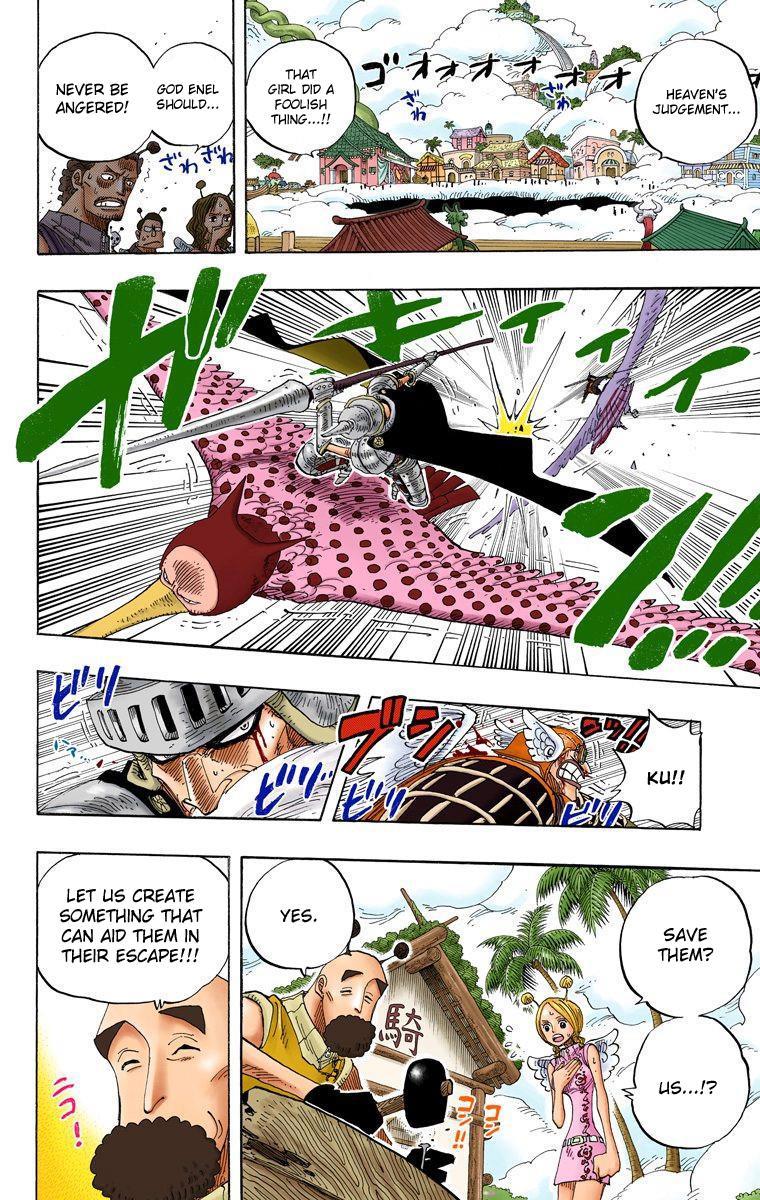 HEAVEN'S
JUDGEMENT...
ゴオオオオオオ
ざわ
ざわ
THAT
GIRL DID A
FOOLISH
THING...!!
GOD ENEL
SHOULD...
NEVER BE
ANGERED!
ざわざわ
ギィィィィ!!!
KU!!
ブシッ!!
ビリ
ビリ
ビリ
ビリ
SAVE
THEM?
US...!?
YES.
騎
コン
コン!!
LET US CREATE
SOMETHING THAT
CAN AID THEM IN
THEIR ESCAPE!!!
ニコ!